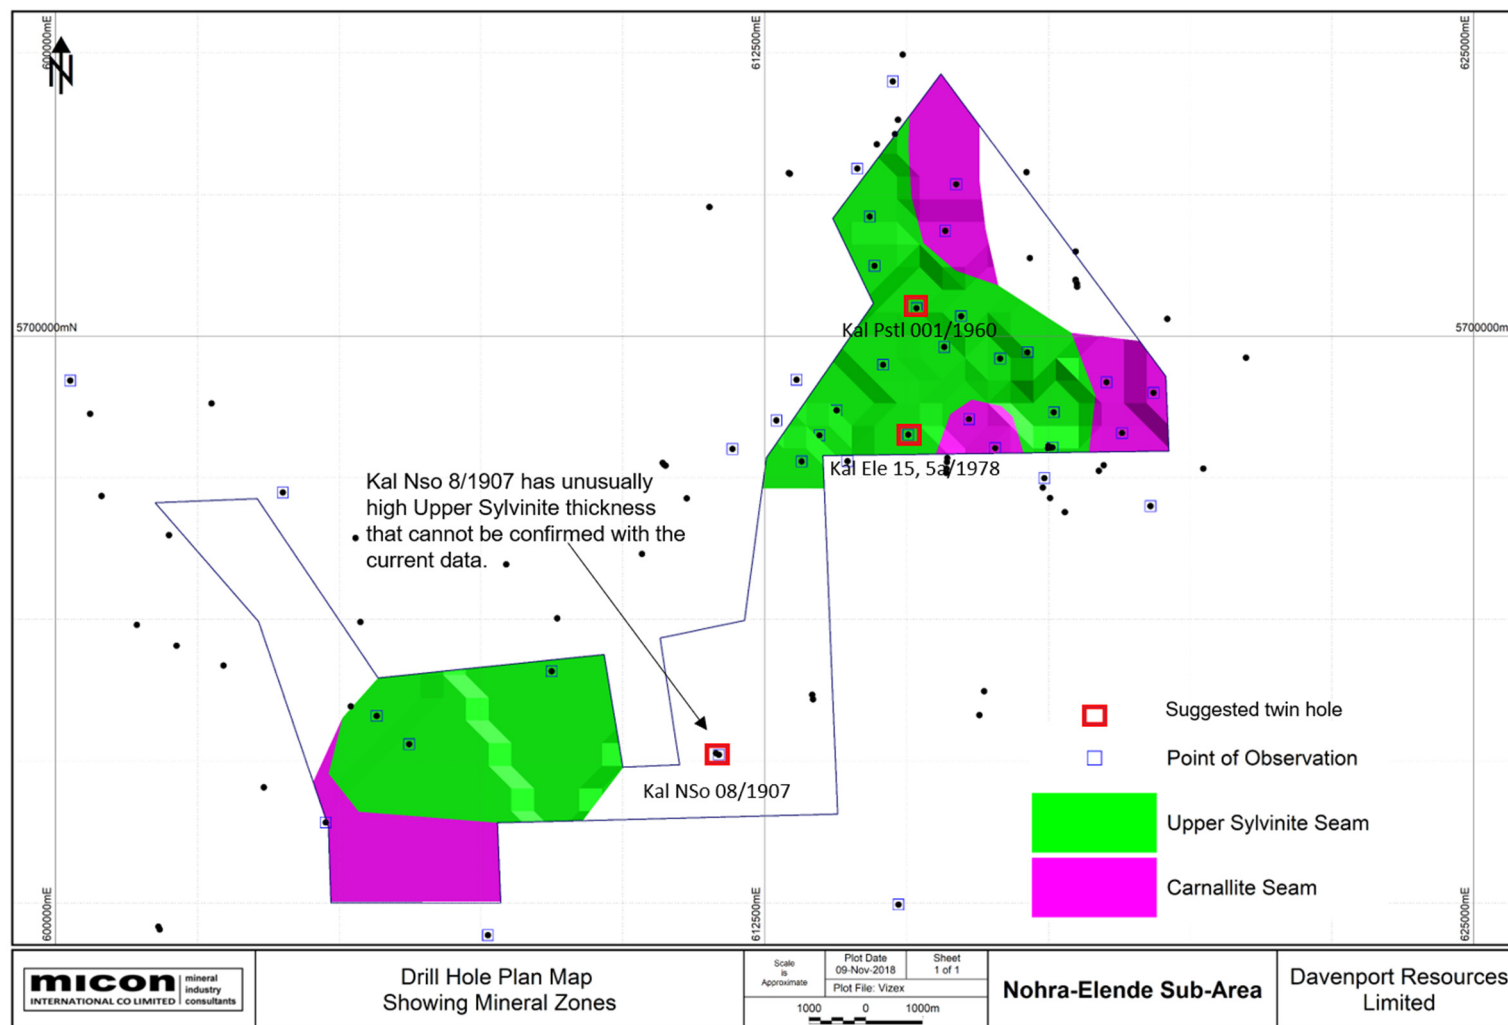 600000mE
612500mE
625000mE
N
5700000mN
5700000m
Kal Pstl 001/1960
Kal Ele 15, 5a/1978
Kal Nso 8/1907 has unusually
high Upper Sylvinite thickness
that cannot be confirmed with the
current data.
Kal NSo 08/1907
Suggested twin hole
Point of Observation
Upper Sylvinite Seam
Carnallite Seam
600000mE
612500mE
625000mE
micon
INTERNATIONAL CO LIMITED
mineral
industry
consultants
Drill Hole Plan Map
Showing Mineral Zones
Scale
is
Approximate
Plot Date
09-Nov-2018
Sheet
1 of 1
Plot File: Vizex
1000 0 1000m
Nohra-Elende Sub-Area
Davenport Resources
Limited